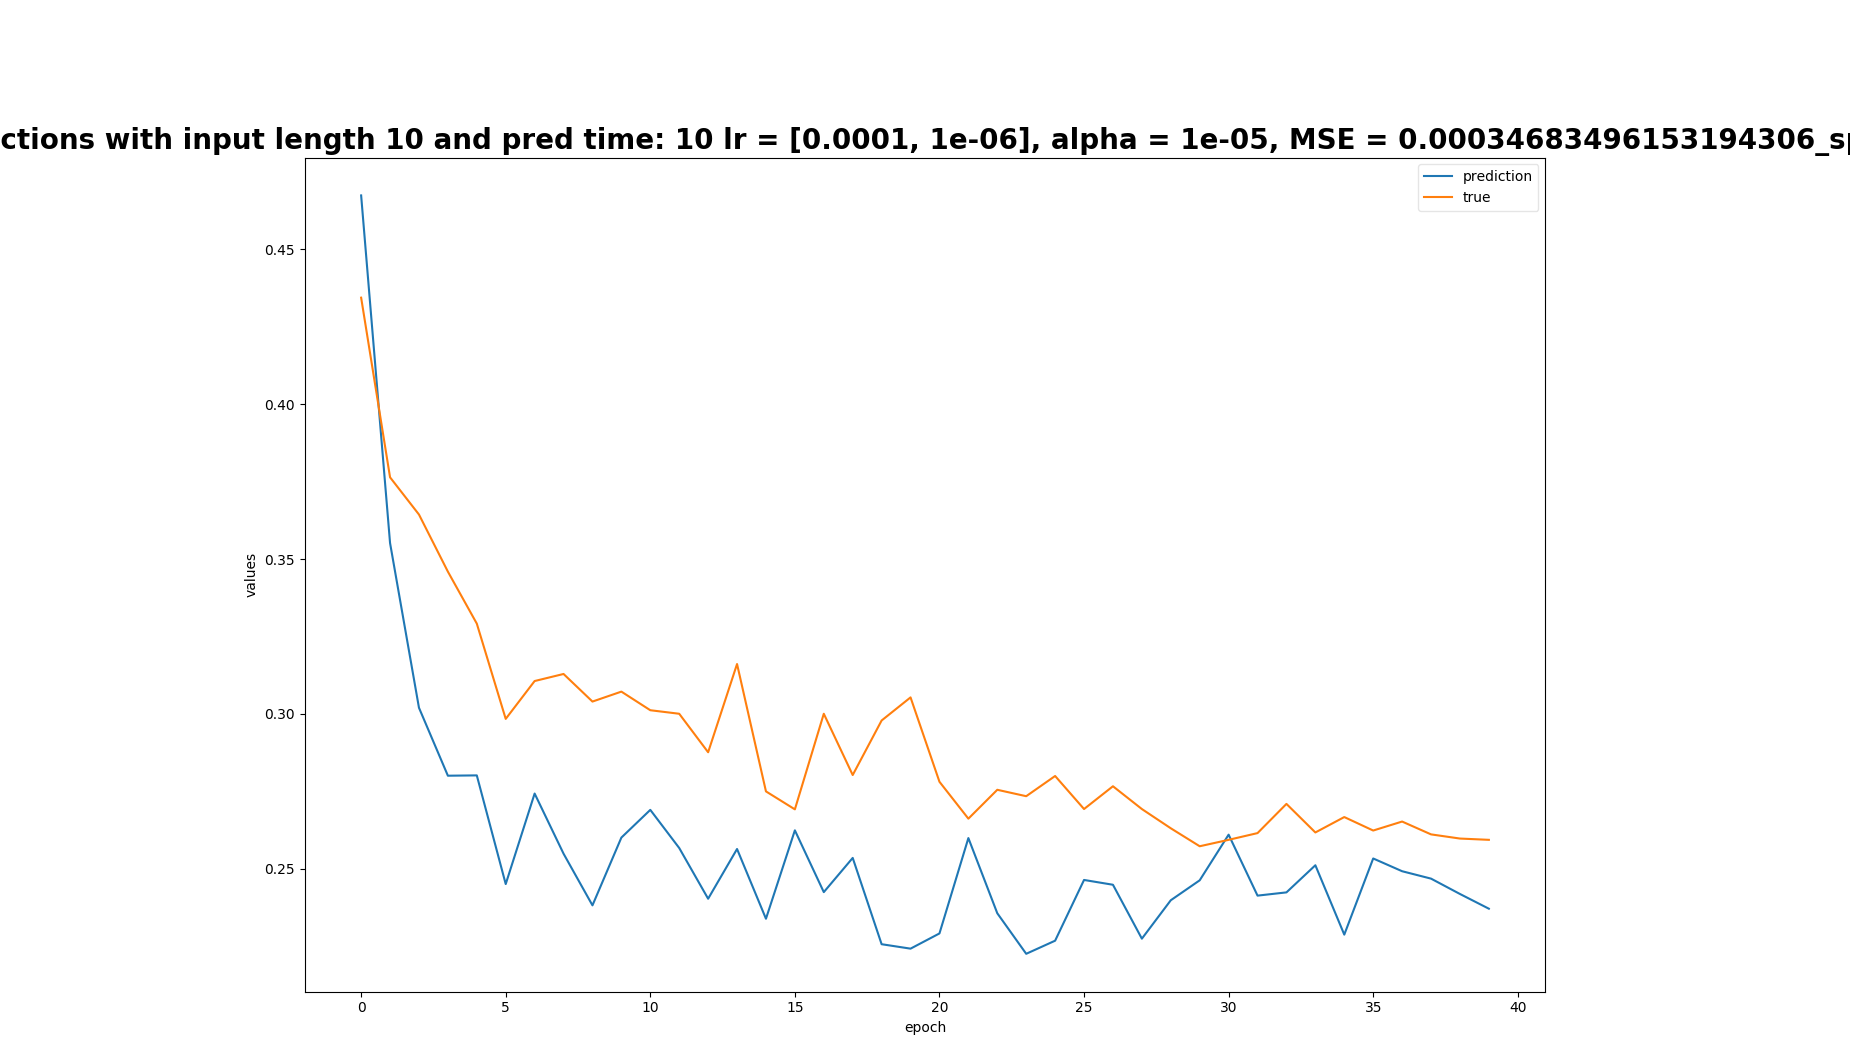 ctions with input length 10 and pred time: 10 lr = [0.0001, 1e-06], alpha = 1e-05, MSE = 0.00034683496153194306_sp
prediction
true
0.45
0.40
0.35
0.30
0.25
values
0 5 10 15 20 25 30 35 40
epoch